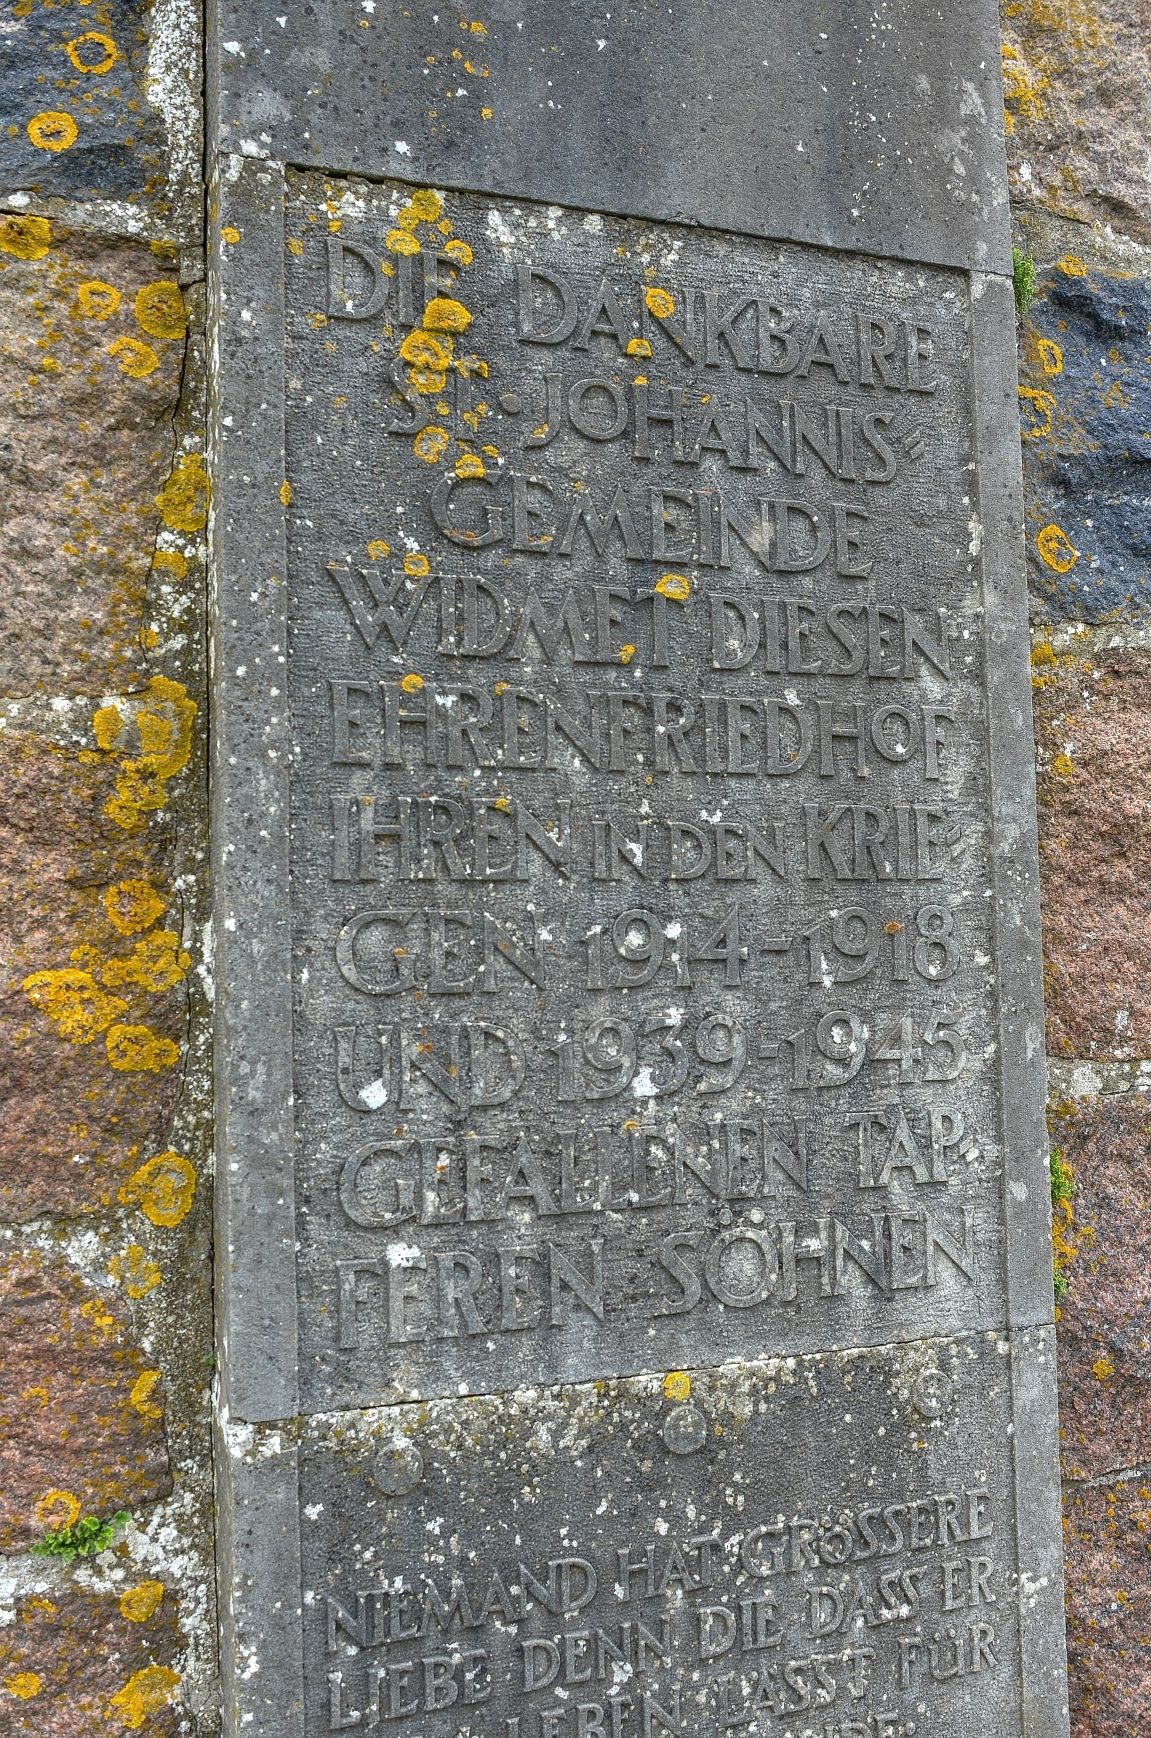 DIE DANKBARE
ST. JOHANNIS-
GEMEINDE
WIDMET DIESEN
EHRENFRIEDHOF
IHREN IN DEN KRIE-
GEN 1914-1918
UND 1939-1945
GEFALLENEN TAP-
FEREN SÖHNEN
NIEMAND HAT GRÖSSERE
LIEBE DENN DIE DASS ER
LEBEN LÄSST FÜR